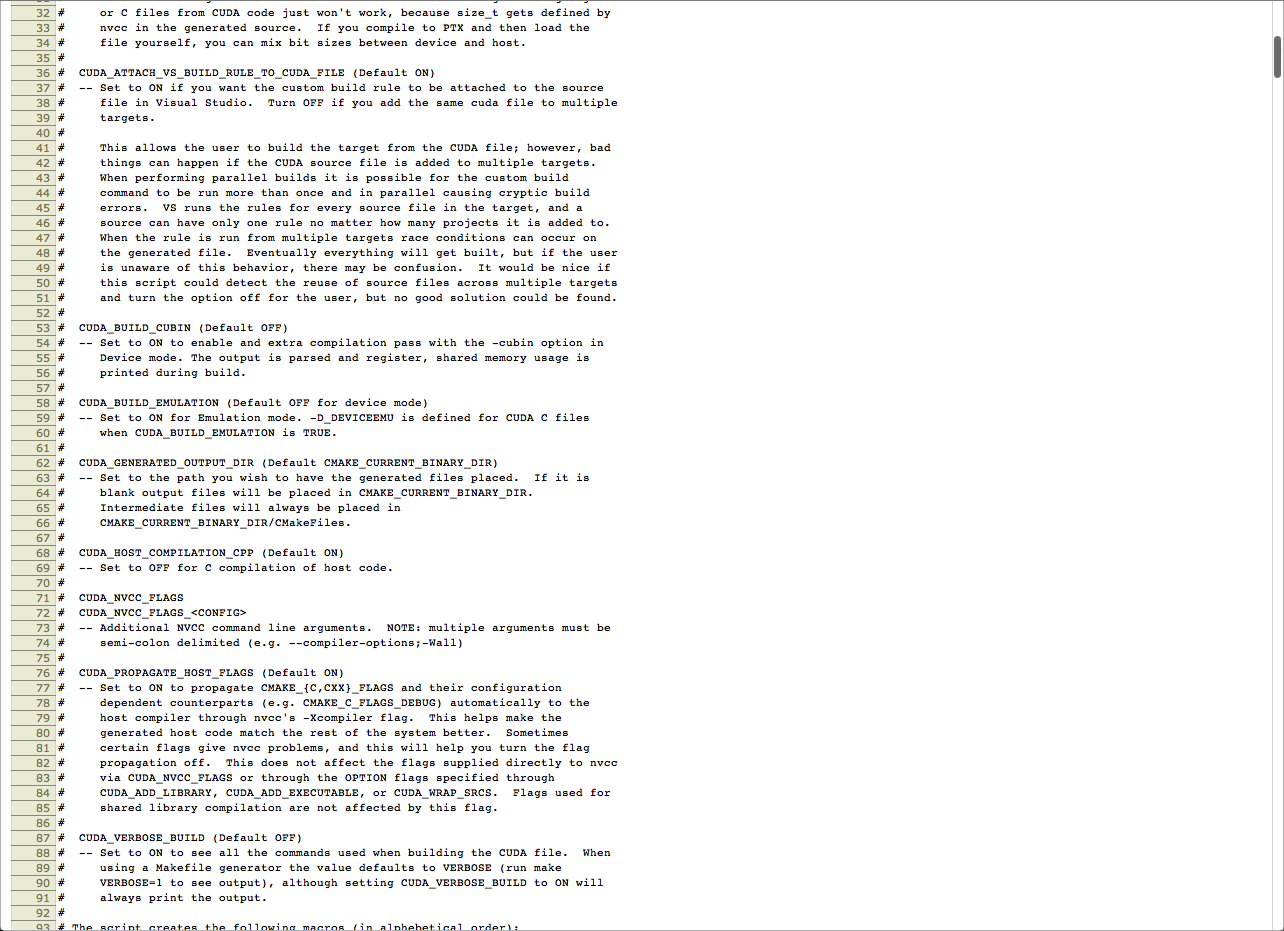 32 #     or C files from CUDA code just won't work, because size_t gets defined by
33 #     nvcc in the generated source.  If you compile to PTX and then load the
34 #     file yourself, you can mix bit sizes between device and host.
35 #
36 #  CUDA_ATTACH_VS_BUILD_RULE_TO_CUDA_FILE (Default ON)
37 #  -- Set to ON if you want the custom build rule to be attached to the source
38 #     file in Visual Studio.  Turn OFF if you add the same cuda file to multiple
39 #     targets.
40 #
41 #     This allows the user to build the target from the CUDA file; however, bad
42 #     things can happen if the CUDA source file is added to multiple targets.
43 #     When performing parallel builds it is possible for the custom build
44 #     command to be run more than once and in parallel causing cryptic build
45 #     errors.  VS runs the rules for every source file in the target, and a
46 #     source can have only one rule no matter how many projects it is added to.
47 #     When the rule is run from multiple targets race conditions can occur on
48 #     the generated file.  Eventually everything will get built, but if the user
49 #     is unaware of this behavior, there may be confusion.  It would be nice if
50 #     this script could detect the reuse of source files across multiple targets
51 #     and turn the option off for the user, but no good solution could be found.
52 #
53 #  CUDA_BUILD_CUBIN (Default OFF)
54 #  -- Set to ON to enable and extra compilation pass with the -cubin option in
55 #     Device mode. The output is parsed and register, shared memory usage is
56 #     printed during build.
57 #
58 #  CUDA_BUILD_EMULATION (Default OFF for device mode)
59 #  -- Set to ON for Emulation mode. -D_DEVICEEMU is defined for CUDA C files
60 #     when CUDA_BUILD_EMULATION is TRUE.
61 #
62 #  CUDA_GENERATED_OUTPUT_DIR (Default CMAKE_CURRENT_BINARY_DIR)
63 #  -- Set to the path you wish to have the generated files placed.  If it is
64 #     blank output files will be placed in CMAKE_CURRENT_BINARY_DIR.
65 #     Intermediate files will always be placed in
66 #     CMAKE_CURRENT_BINARY_DIR/CMakeFiles.
67 #
68 #  CUDA_HOST_COMPILATION_CPP (Default ON)
69 #  -- Set to OFF for C compilation of host code.
70 #
71 #  CUDA_NVCC_FLAGS
72 #  CUDA_NVCC_FLAGS_<CONFIG>
73 #  -- Additional NVCC command line arguments.  NOTE: multiple arguments must be
74 #     semi-colon delimited (e.g. --compiler-options;-Wall)
75 #
76 #  CUDA_PROPAGATE_HOST_FLAGS (Default ON)
77 #  -- Set to ON to propagate CMAKE_{C,CXX}_FLAGS and their configuration
78 #     dependent counterparts (e.g. CMAKE_C_FLAGS_DEBUG) automatically to the
79 #     host compiler through nvcc's -Xcompiler flag.  This helps make the
80 #     generated host code match the rest of the system better.  Sometimes
81 #     certain flags give nvcc problems, and this will help you turn the flag
82 #     propagation off.  This does not affect the flags supplied directly to nvcc
83 #     via CUDA_NVCC_FLAGS or through the OPTION flags specified through
84 #     CUDA_ADD_LIBRARY, CUDA_ADD_EXECUTABLE, or CUDA_WRAP_SRCS.  Flags used for
85 #     shared library compilation are not affected by this flag.
86 #
87 #  CUDA_VERBOSE_BUILD (Default OFF)
88 #  -- Set to ON to see all the commands used when building the CUDA file.  When
89 #     using a Makefile generator the value defaults to VERBOSE (run make
90 #     VERBOSE=1 to see output), although setting CUDA_VERBOSE_BUILD to ON will
91 #     always print the output.
92 #
93 # The script creates the following macros (in alphebetical order):